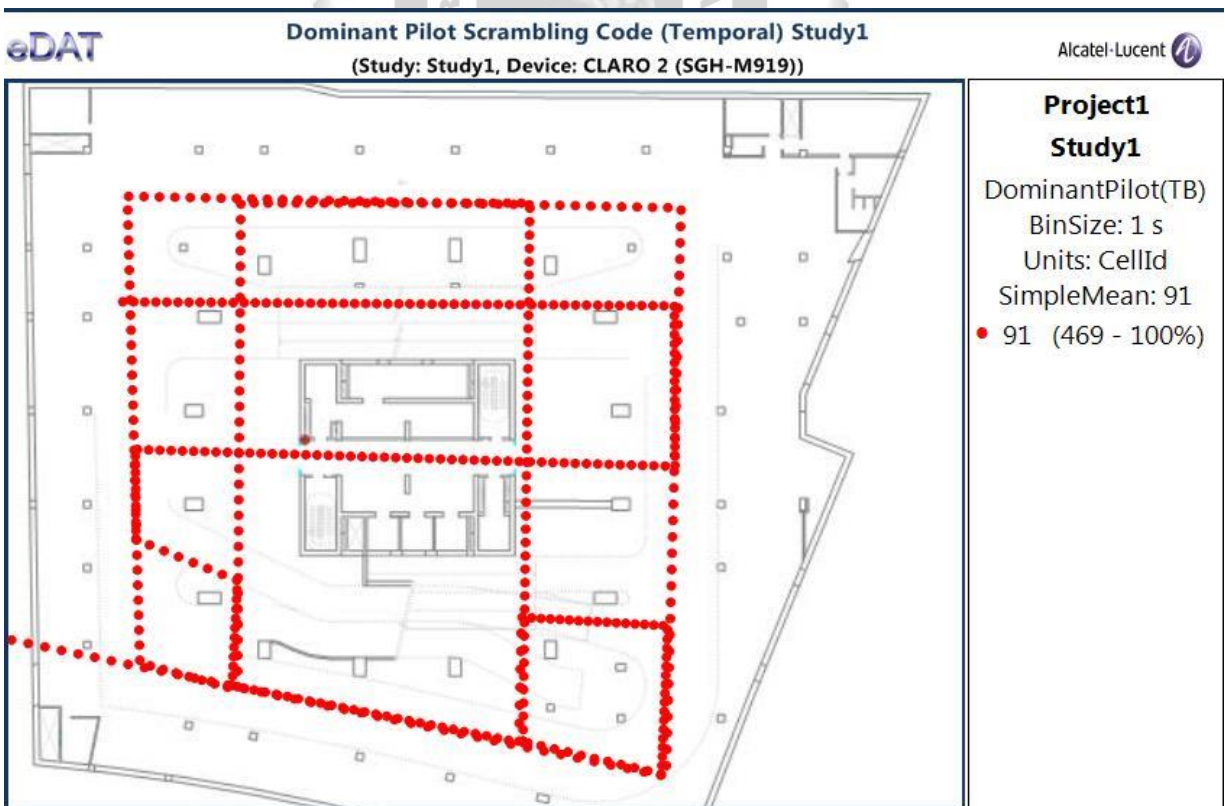 eDAT
Dominant Pilot Scrambling Code (Temporal) Study1
(Study: Study1, Device: CLARO 2 (SGH-M919))
Alcatel·Lucent
Project1
Study1
DominantPilot(TB)
BinSize: 1 s
Units: CellId
SimpleMean: 91
91 (469 - 100%)